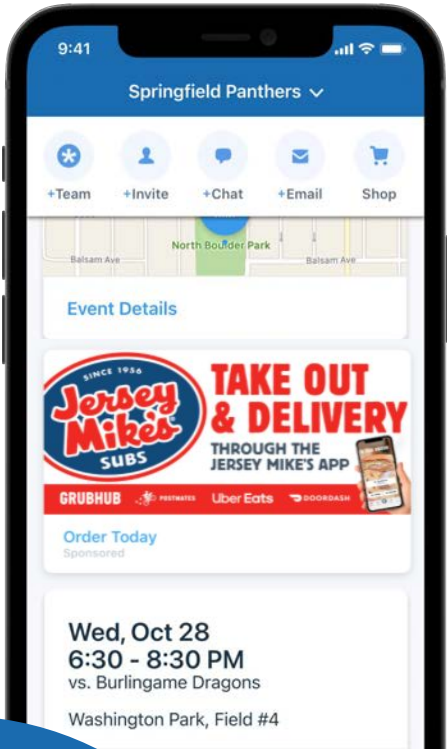 9:41
Springfield Panthers
+Team +Invite +Chat +Email Shop
North Boulder Park
Balsam Ave Balsam Ave
Event Details
SINCE 1956
Jersey
Mike's
SUBS
TAKE OUT
& DELIVERY
THROUGH THE
JERSEY MIKE'S APP
GRUBHUB POSTMATES Uber Eats DOORDASH
Order Today
Sponsored
Wed, Oct 28
6:30 - 8:30 PM
vs. Burlingame Dragons
Washington Park, Field #4